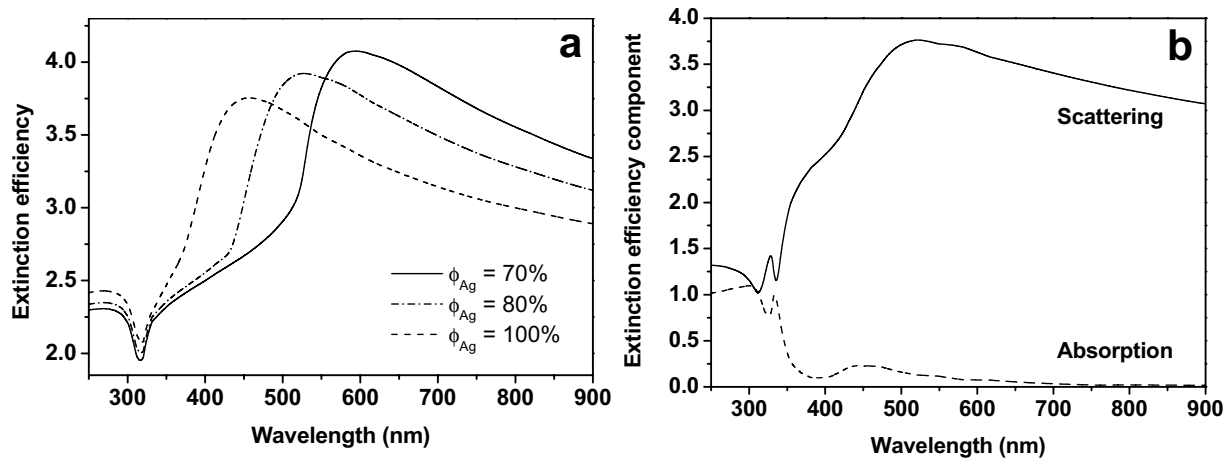 a
Extinction efficiency
4.0
3.5
3.0
2.5
2.0
ϕAg = 70%
ϕAg = 80%
ϕAg = 100%
300 400 500 600 700 800 900
Wavelength (nm)
b
Extinction efficiency component
4.0
3.5
3.0
2.5
2.0
1.5
1.0
0.5
0.0
Scattering
Absorption
300 400 500 600 700 800 900
Wavelength (nm)